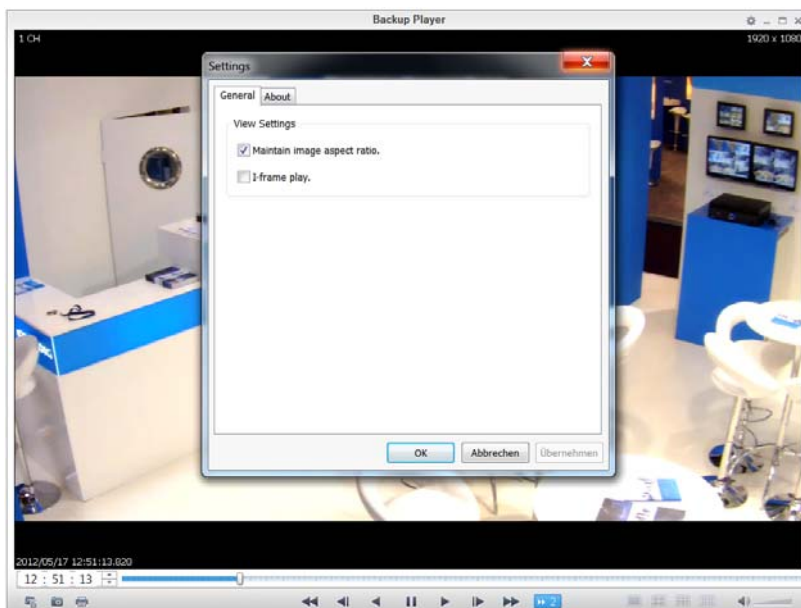 Backup Player
1 CH
1920 x 1080
Settings
General
About
View Settings
Maintain image aspect ratio.
I-frame play.
OK
Abbrechen
Übernehmen
2012/05/17 12:51:13.820
12 : 51 : 13
2